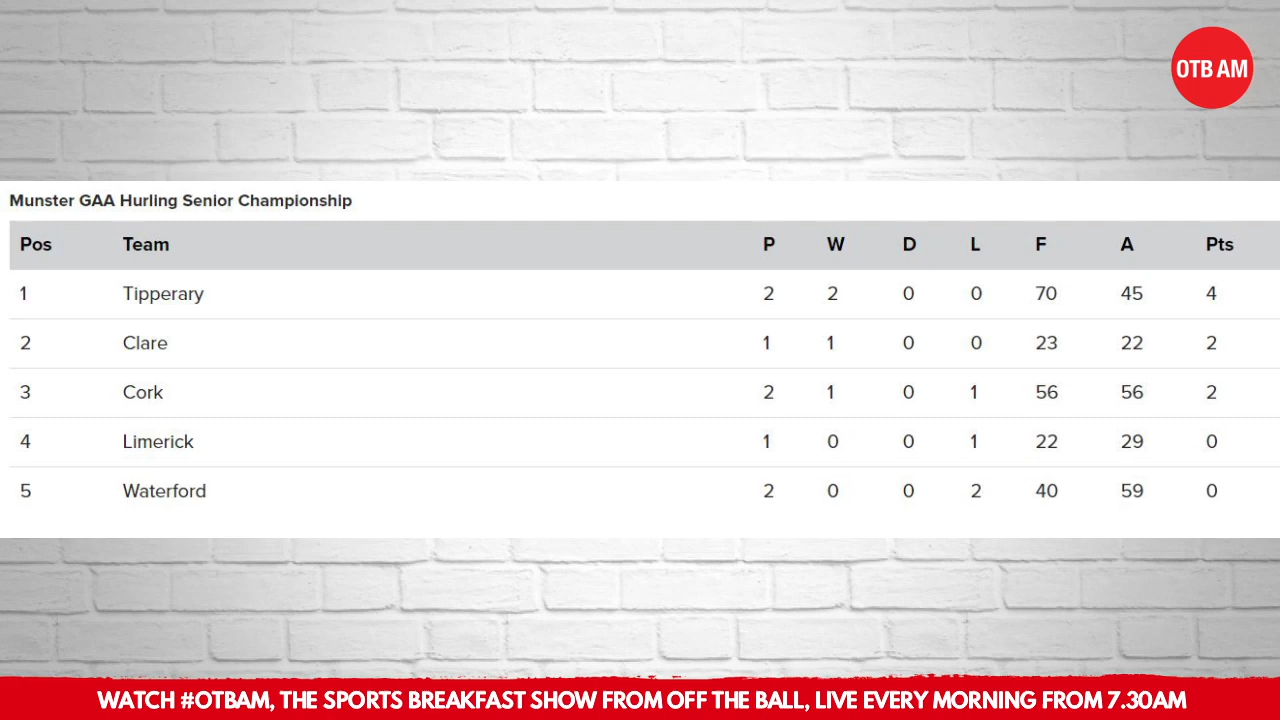 OTB AM
Munster GAA Hurling Senior Championship
Pos Team P W D L F A Pts
1 Tipperary 2 2 0 0 70 45 4
2 Clare 1 1 0 0 23 22 2
3 Cork 2 1 0 1 56 56 2
4 Limerick 1 0 0 1 22 29 0
5 Waterford 2 0 0 2 40 59 0
WATCH #OTBAM, THE SPORTS BREAKFAST SHOW FROM OFF THE BALL, LIVE EVERY MORNING FROM 7.30AM